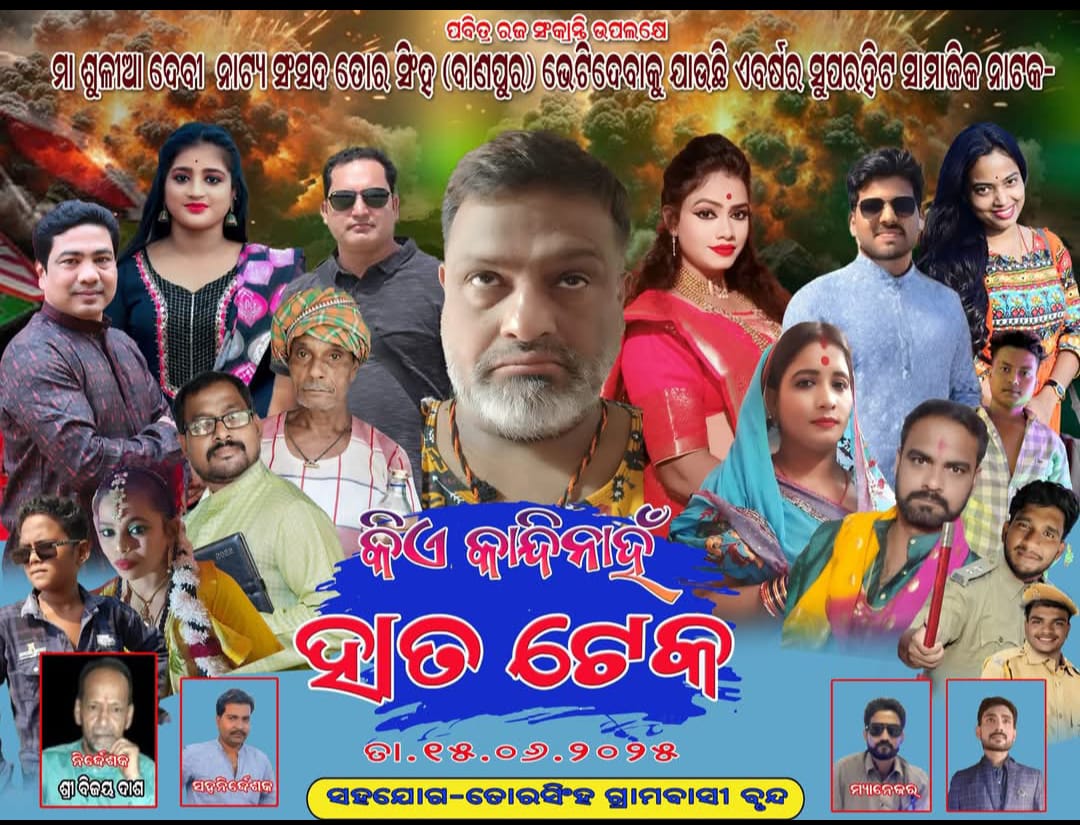 ପବିତ୍ର ରଜ ସଂକ୍ରାନ୍ତି ଉପଲକ୍ଷେ
ମା ଶୁଳୀଆ ଦେବୀ ନାଟ୍ୟ ସଂସଦ ତୋର ସିଂହ (ବାଣପୁର) ଭେଟିଦେବାକୁ ଯାଉଛି ଏବର୍ଷର ସୁପରହିଟ ସାମାଜିକ ନାଟକ-
କିଏ କାନ୍ଦିନାହଁ
ହାତ ଟେକ
ତା.୧୫.୦୬.୨୦୨୫
ନିର୍ଦ୍ଦେଶକ
ଶ୍ରୀ ବିଜୟ ଦାଶ
ସହନିର୍ଦ୍ଦେଶକ
ମ୍ୟାନେଜର୍
ସହଯୋଗ-ତୋରସିଂହ ଗ୍ରାମବାସୀ ବୃନ୍ଦ